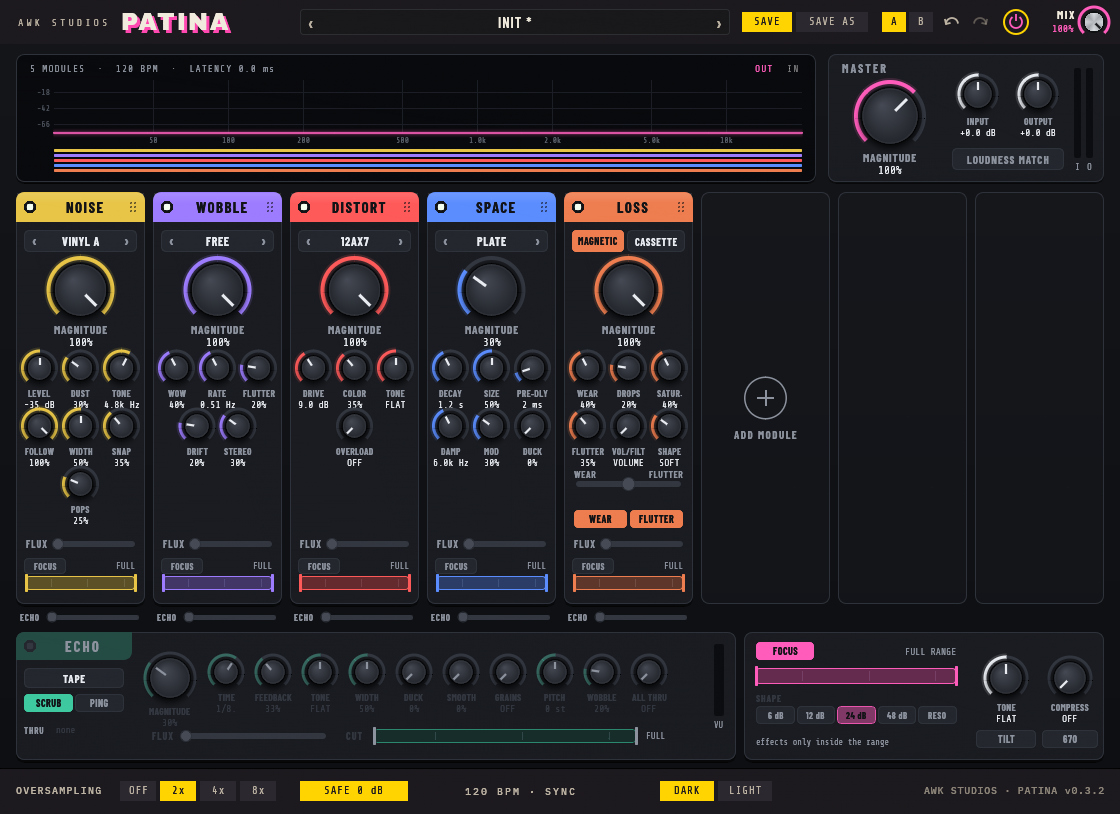 AWK STUDIOS PATINA
‹ INIT * ›
SAVE SAVE AS A B
MIX
100%
5 MODULES · 120 BPM · LATENCY 0.0 ms OUT IN
-18
-42
-66
50 100 200 500 1.0k 2.0k 5.0k 10k
MASTER
MAGNITUDE
100%
INPUT OUTPUT
+0.0 dB +0.0 dB
LOUDNESS MATCH
I O
NOISE WOBBLE DISTORT SPACE LOSS
‹ VINYL A › ‹ FREE › ‹ 12AX7 › ‹ PLATE › MAGNETIC CASSETTE
MAGNITUDE MAGNITUDE MAGNITUDE MAGNITUDE MAGNITUDE
100% 100% 100% 30% 100%
LEVEL DUST TONE WOW RATE FLUTTER DRIVE COLOR TONE DECAY SIZE PRE-DLY WEAR DROPS SATUR.
-35 dB 30% 4.8k Hz 40% 0.51 Hz 20% 9.0 dB 35% FLAT 1.2 s 50% 2 ms 40% 20% 40%
FOLLOW WIDTH SNAP DRIFT STEREO OVERLOAD DAMP MOD DUCK FLUTTER VOL/FILT SHAPE
100% 50% 35% 20% 30% OFF 6.0k Hz 30% 0% 35% VOLUME SOFT
WEAR FLUTTER
POPS
25%
WEAR FLUTTER
ADD MODULE
FLUX FLUX FLUX FLUX FLUX
FOCUS FULL FOCUS FULL FOCUS FULL FOCUS FULL FOCUS FULL
ECHO ECHO ECHO ECHO ECHO
ECHO
TAPE
SCRUB PING
THRU none
MAGNITUDE
30%
TIME FEEDBACK TONE WIDTH DUCK SMOOTH GRAINS PITCH WOBBLE ALL THRU
1/8. 33% FLAT 50% 0% 0% OFF 0 st 20% OFF
FLUX CUT FULL
VU
FOCUS FULL RANGE
SHAPE
6 dB 12 dB 24 dB 48 dB RESO
effects only inside the range
TONE COMPRESS
FLAT OFF
TILT 670
OVERSAMPLING OFF 2x 4x 8x SAFE 0 dB 120 BPM · SYNC DARK LIGHT AWK STUDIOS · PATINA v0.3.2